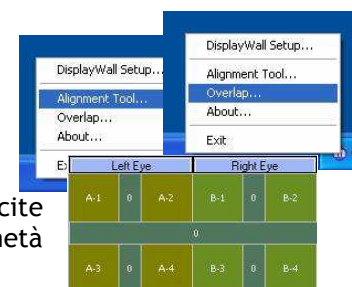 DisplayWall Setup...
Alignment Tool...
Overlap...
About...
Exit
DisplayWall Setup...
Alignment Tool...
Overlap...
About...
Left Eye Right Eye
A-1 0 A-2 B-1 0 B-2
0
A-3 0 A-4 B-3 0 B-4
cite
metà